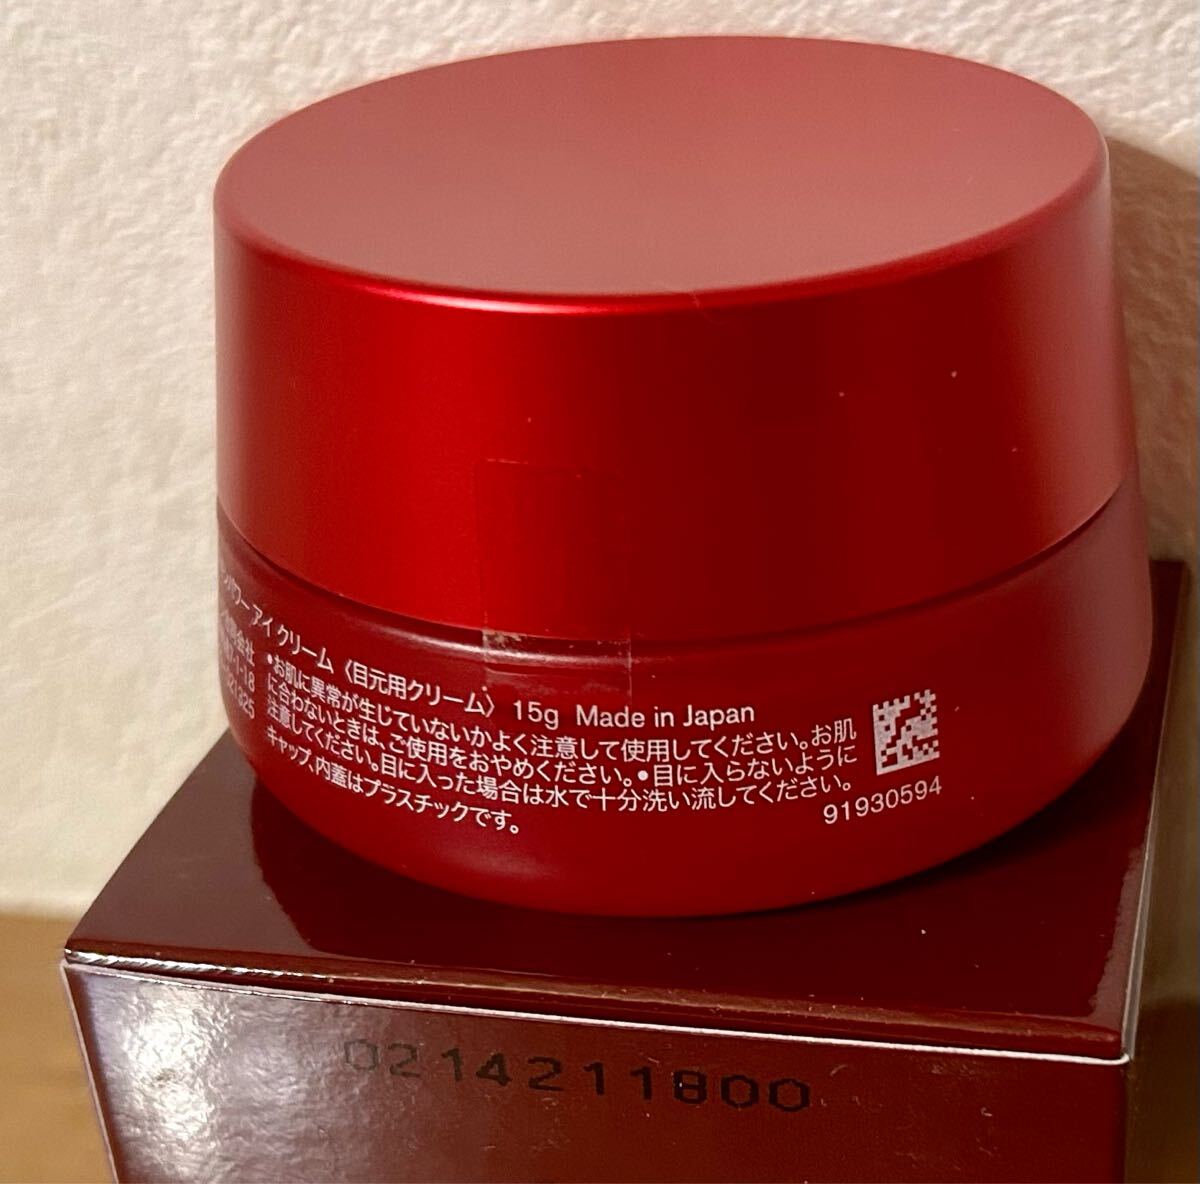 パワー アイ クリーム 〈目元用クリーム〉 15g Made in Japan
1-18
•お肌に異常が生じていないかよく注意して使用してください。お肌
に合わないときは、ご使用をおやめください。•目に入らないように
注意してください。目に入った場合は水で十分洗い流してください。
キャップ、内蓋はプラスチックです。
91930594
0214211800